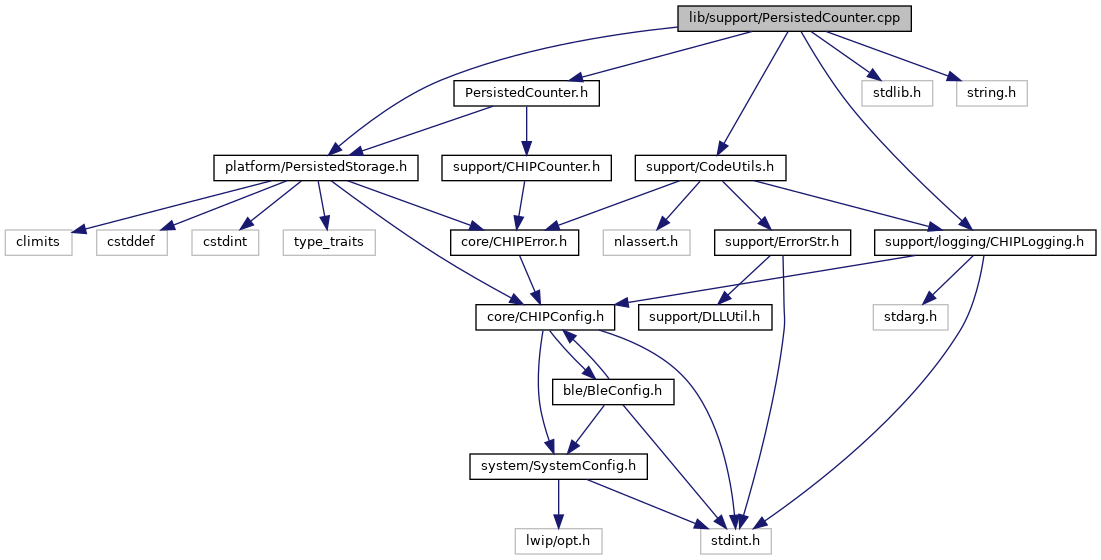 lib/support/PersistedCounter.cpp
PersistedCounter.h
stdlib.h
string.h
platform/PersistedStorage.h
support/CHIPCounter.h
support/CodeUtils.h
climits
cstddef
cstdint
type_traits
core/CHIPError.h
nlassert.h
support/ErrorStr.h
support/logging/CHIPLogging.h
core/CHIPConfig.h
support/DLLUtil.h
stdarg.h
ble/BleConfig.h
system/SystemConfig.h
lwip/opt.h
stdint.h